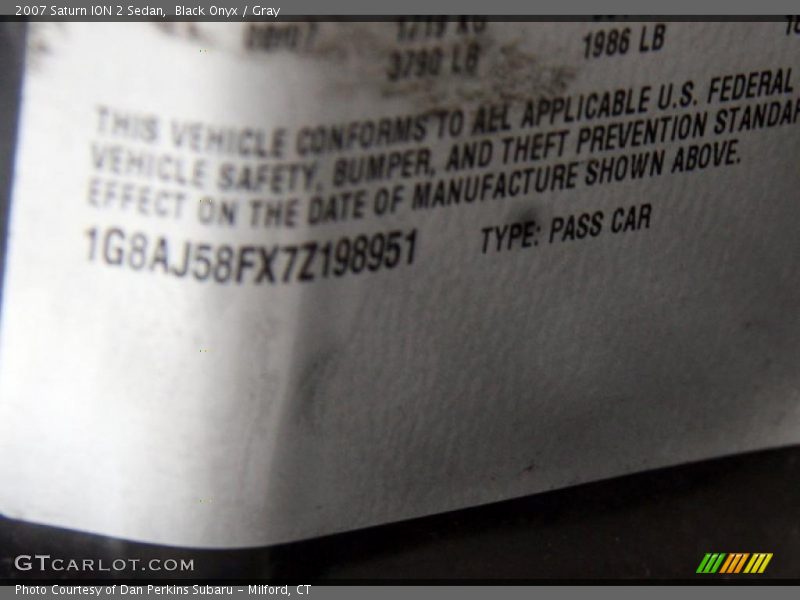 2007 Saturn ION 2 Sedan, Black Onyx / Gray
1719 KG
3790 LB
1986 LB
THIS VEHICLE CONFORMS TO ALL APPLICABLE U.S. FEDERAL
VEHICLE SAFETY, BUMPER, AND THEFT PREVENTION STANDAR
EFFECT ON THE DATE OF MANUFACTURE SHOWN ABOVE.
1G8AJ58FX7Z198951 TYPE: PASS CAR
GTCARLOT.COM
Photo Courtesy of Dan Perkins Subaru - Milford, CT